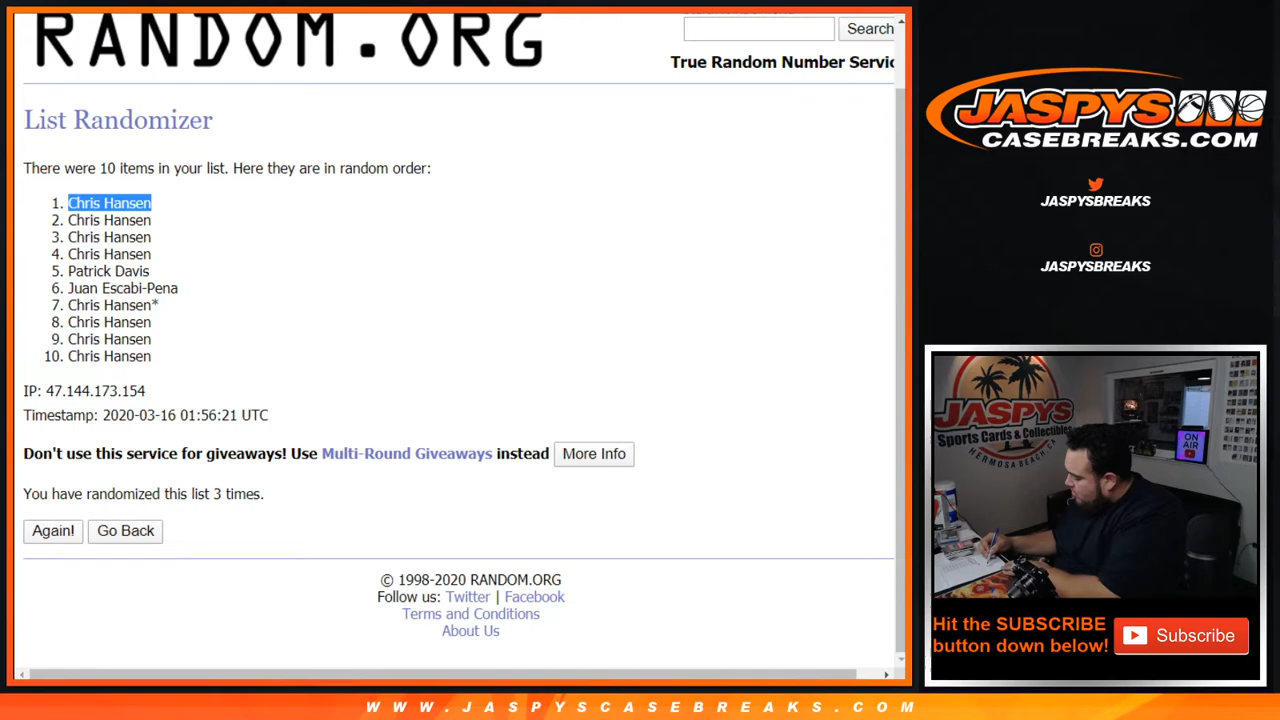 RANDOM.ORG
Search
True Random Number Servic
List Randomizer
There were 10 items in your list. Here they are in random order:
1. Chris Hansen
2. Chris Hansen
3. Chris Hansen
4. Chris Hansen
5. Patrick Davis
6. Juan Escabi-Pena
7. Chris Hansen*
8. Chris Hansen
9. Chris Hansen
10. Chris Hansen
IP: 47.144.173.154
Timestamp: 2020-03-16 01:56:21 UTC
Don't use this service for giveaways! Use Multi-Round Giveaways instead More Info
You have randomized this list 3 times.
Again! Go Back
© 1998-2020 RANDOM.ORG
Follow us: Twitter | Facebook
Terms and Conditions
About Us
JASPYS
CASEBREAKS.COM
JASPYSBREAKS
JASPYSBREAKS
JASPYS
Sports Cards & Collectibles
HERMOSA BEACH, CA
ON
AIR
Hit the SUBSCRIBE
button down below!
Subscribe
WWW.JASPYSCASEBREAKS.COM